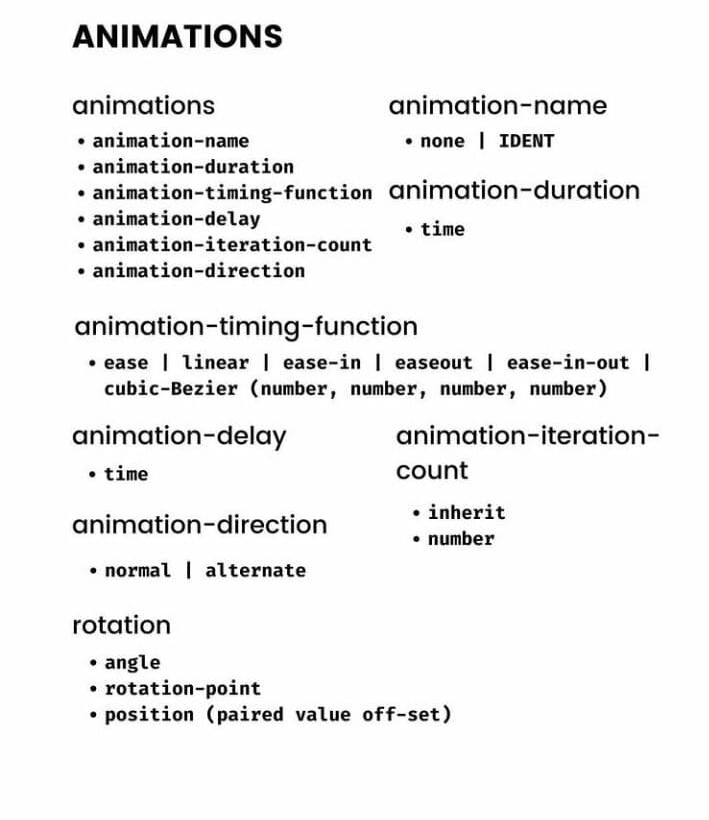 ANIMATIONS
animations
• animation-name
• animation-duration
• animation-timing-function
• animation-delay
• animation-iteration-count
• animation-direction
animation-name
• none | IDENT
animation-duration
• time
animation-timing-function
• ease | linear | ease-in | easeout | ease-in-out |
cubic-Bezier (number, number, number, number)
animation-delay
• time
animation-iteration-
count
• inherit
• number
animation-direction
• normal | alternate
rotation
• angle
• rotation-point
• position (paired value off-set)